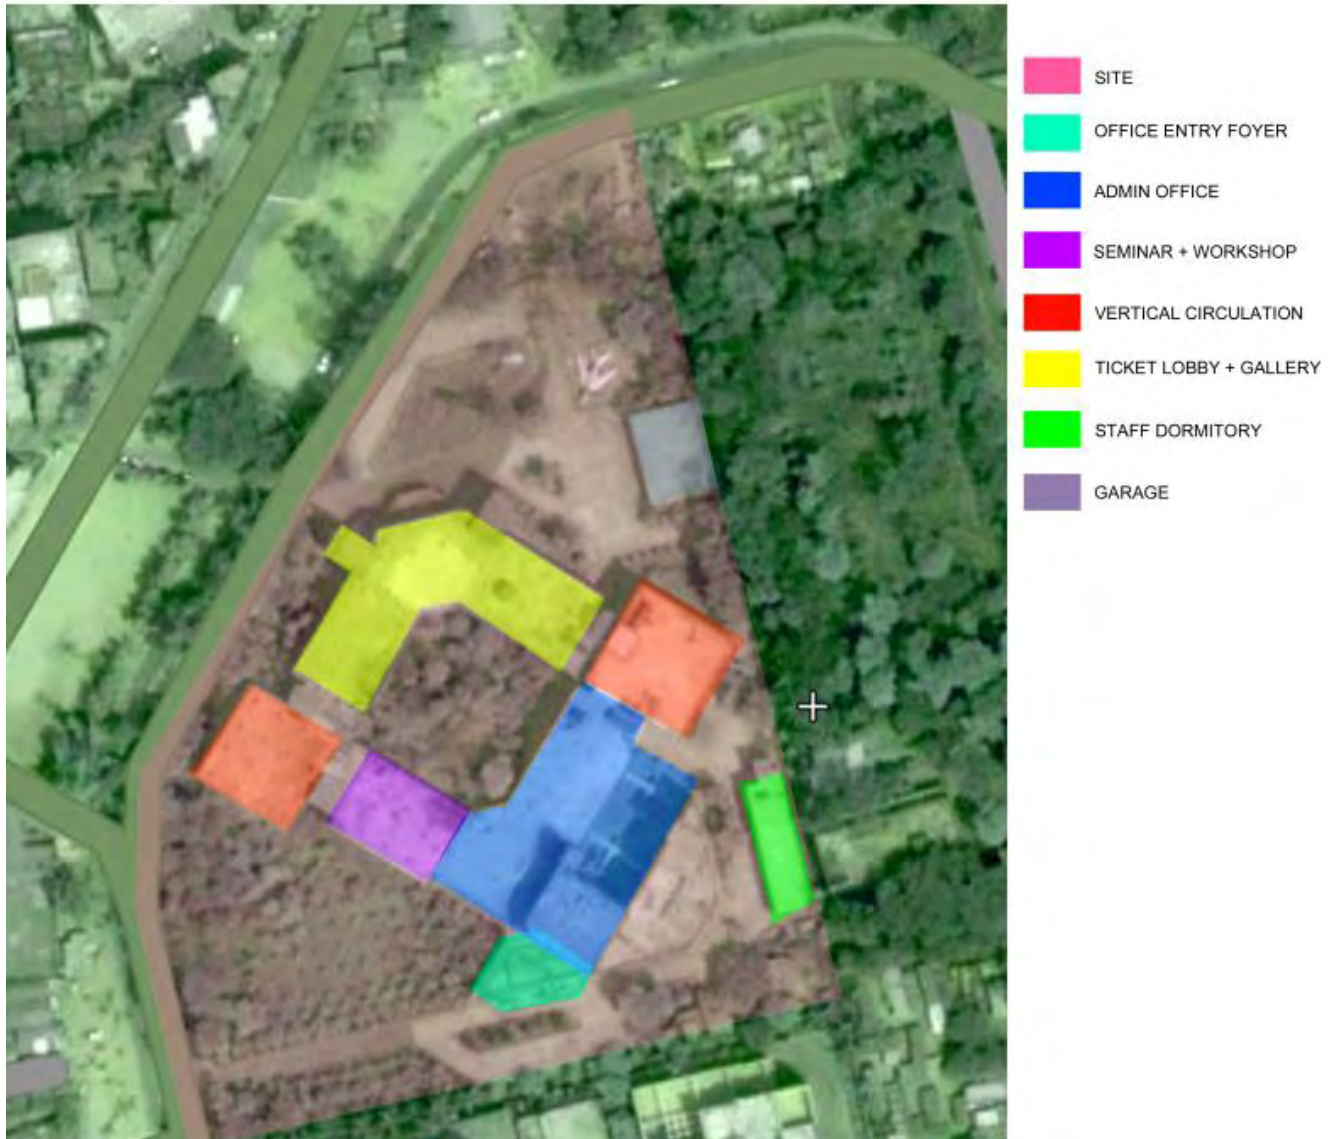 SITE
OFFICE ENTRY FOYER
ADMIN OFFICE
SEMINAR + WORKSHOP
VERTICAL CIRCULATION
TICKET LOBBY + GALLERY
STAFF DORMITORY
GARAGE